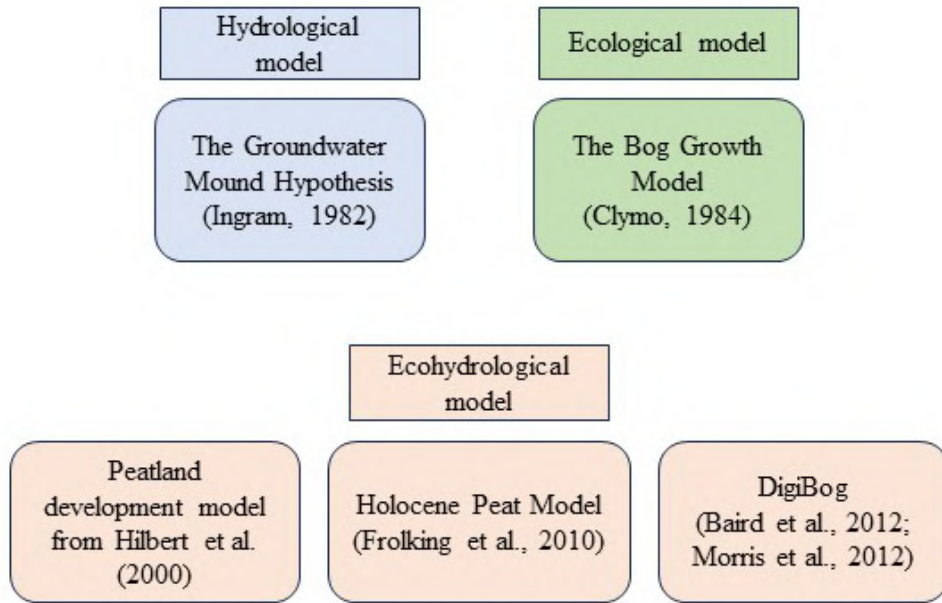 Hydrological
model
Ecological model
The Groundwater
Mound Hypothesis
(Ingram, 1982)
The Bog Growth
Model
(Clymo, 1984)
Ecohydrological
model
Peatland
development model
from Hilbert et al.
(2000)
Holocene Peat Model
(Frolking et al., 2010)
DigiBog
(Baird et al., 2012;
Morris et al., 2012)